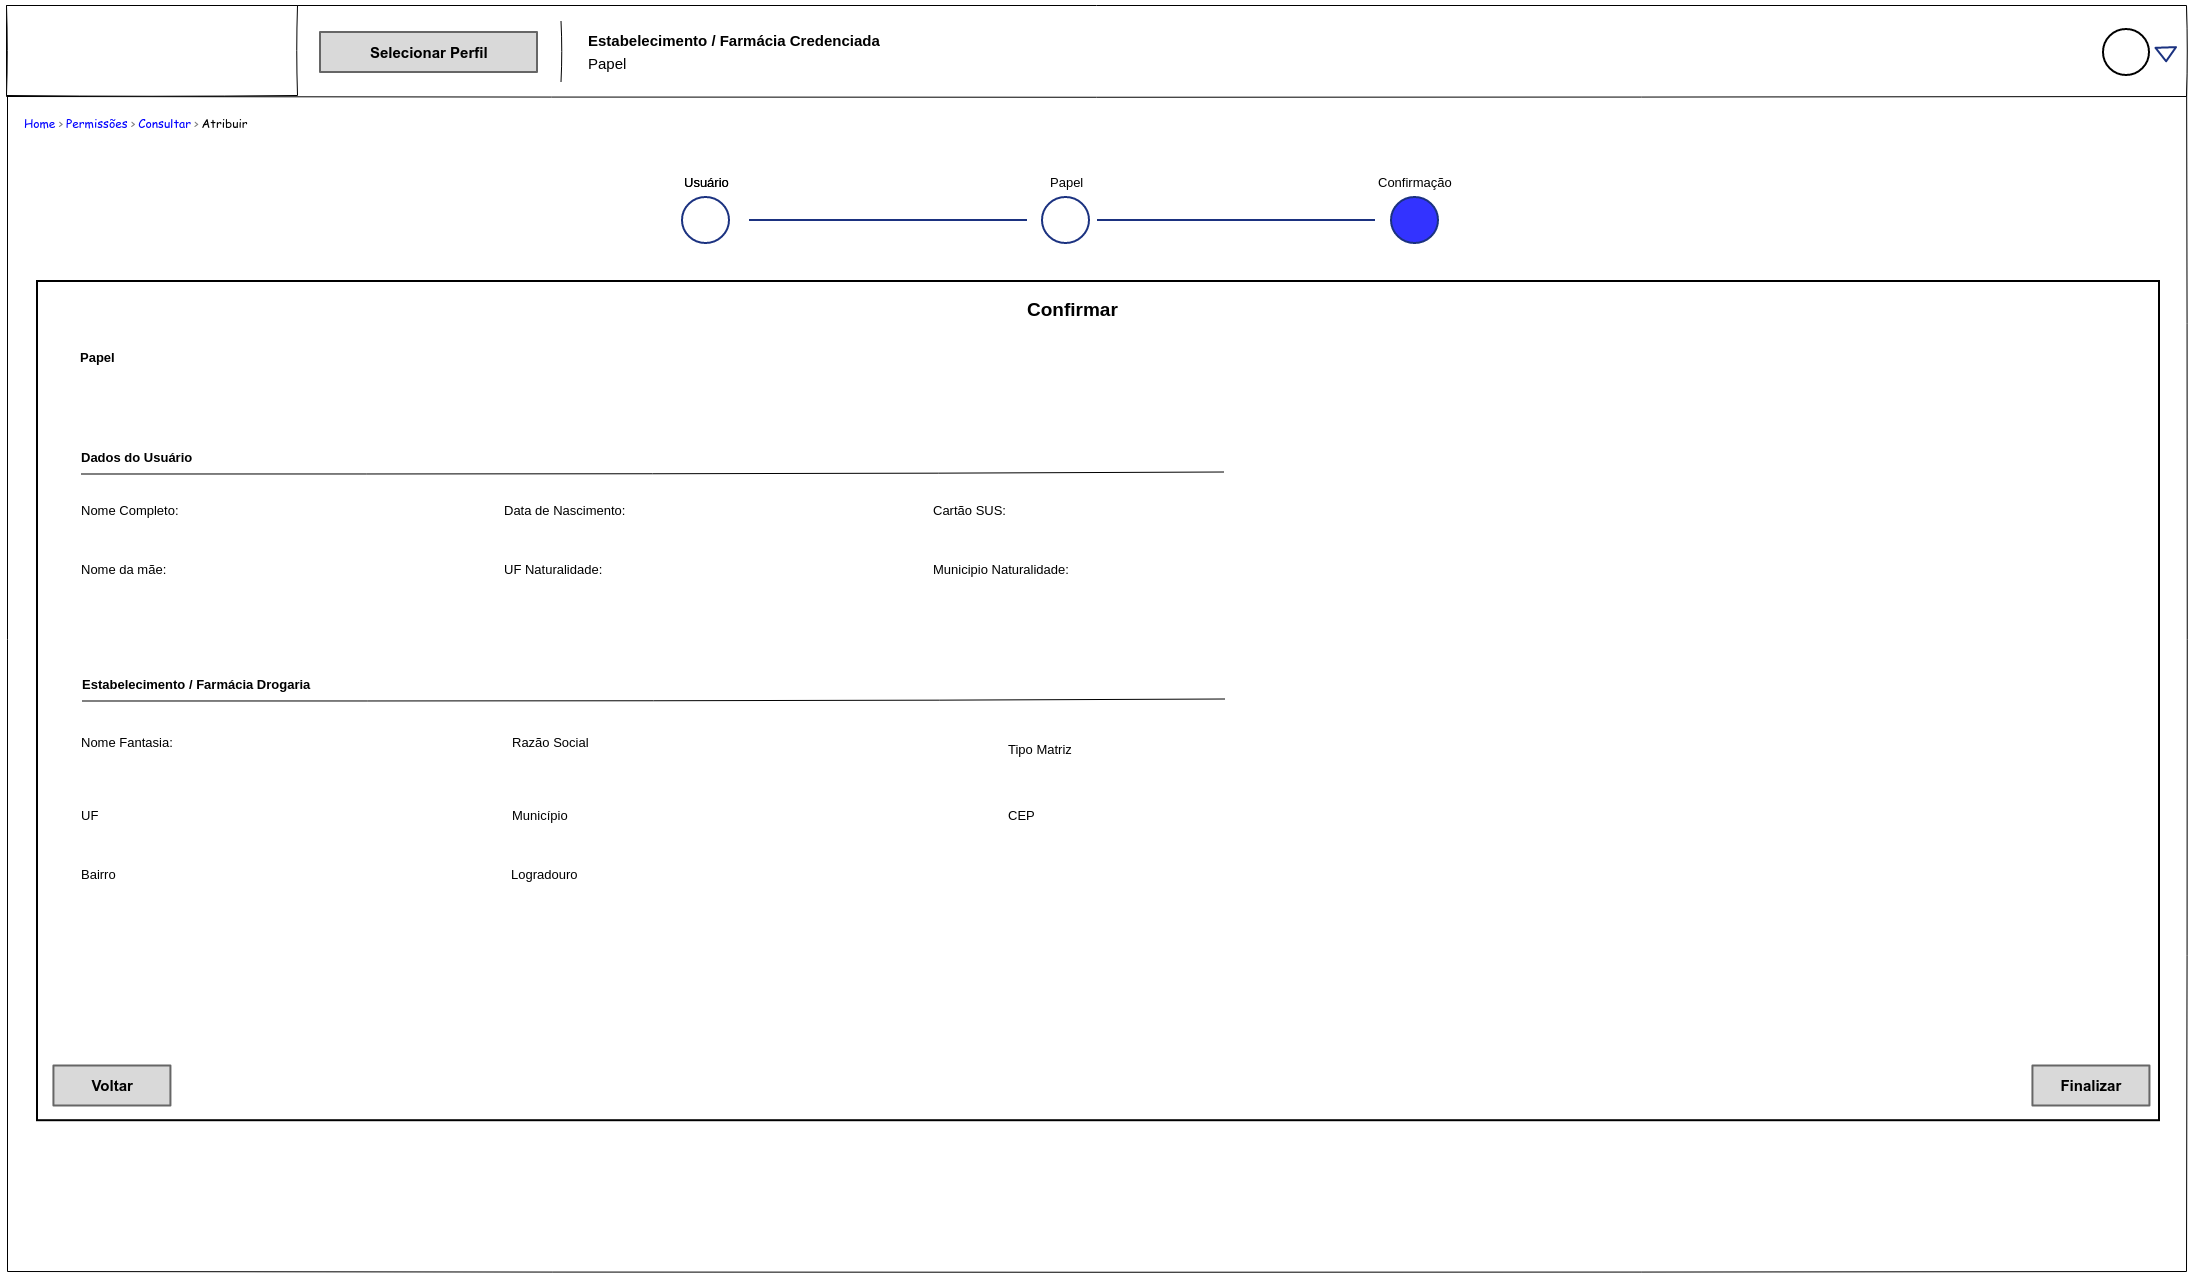 Selecionar Perfil
Estabelecimento / Farmácia Credenciada
Papel
Home > Permissões > Consultar > Atribuir
Usuário Papel Confirmação
Confirmar
Papel
Dados do Usuário
Nome Completo: Data de Nascimento: Cartão SUS:
Nome da mãe: UF Naturalidade: Municipio Naturalidade:
Estabelecimento / Farmácia Drogaria
Nome Fantasia: Razão Social Tipo Matriz
UF Município CEP
Bairro Logradouro
Voltar Finalizar